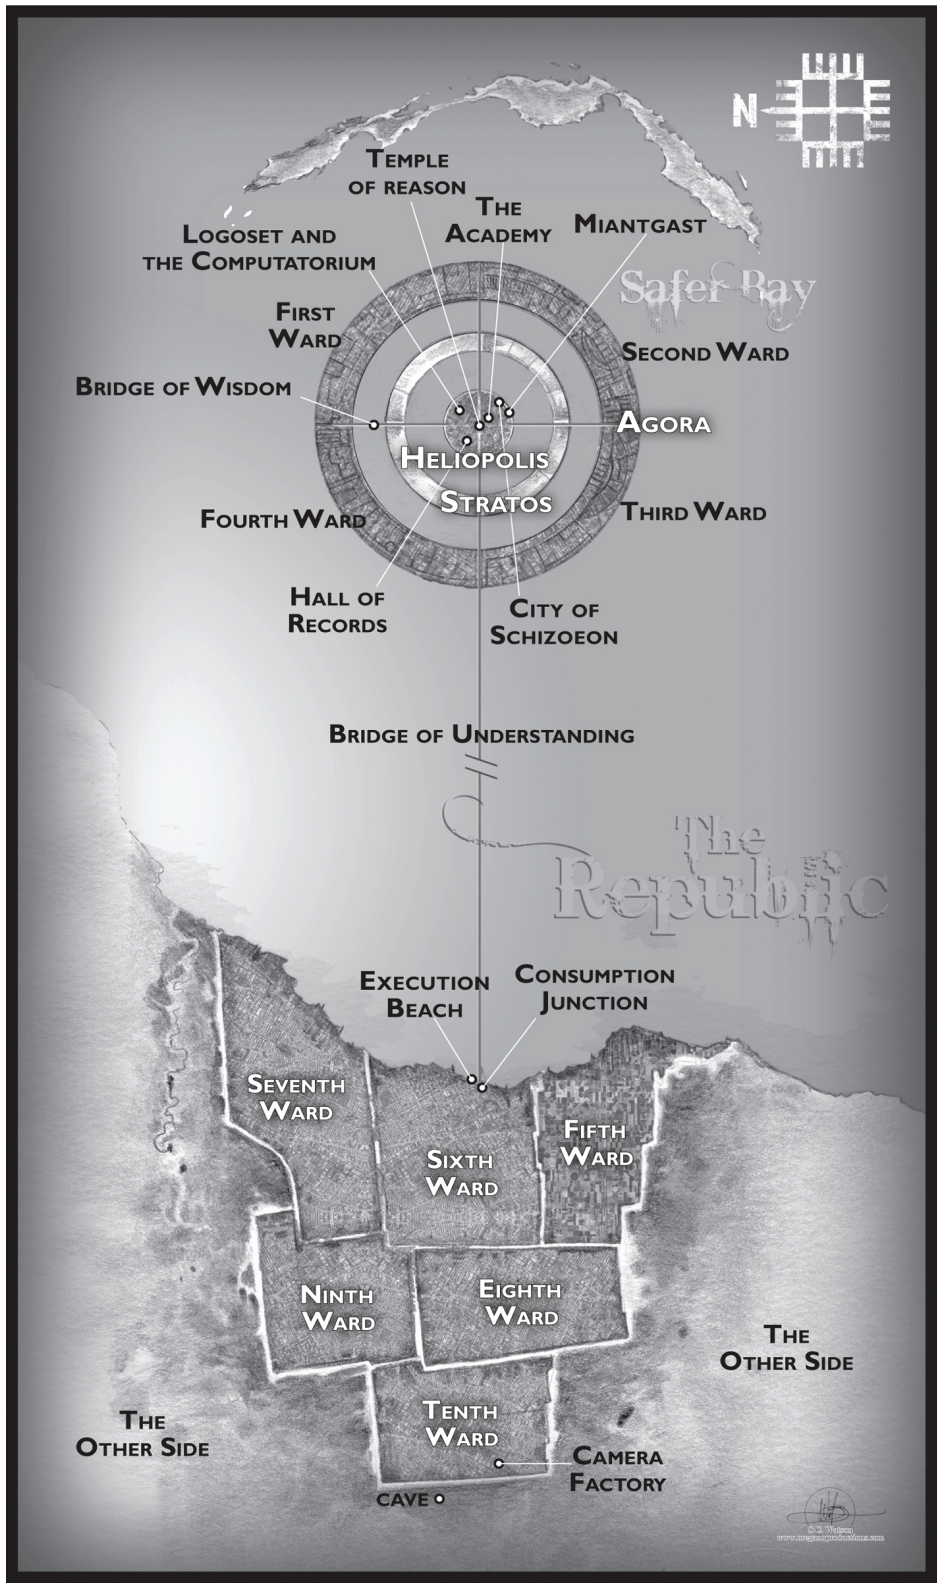 N
Temple
of reason
The
Academy
Miantgast
Logoset and
the Computatorium
Safer Bay
First
Ward
Second Ward
Bridge of Wisdom
Agora
Heliopolis
Stratos
Fourth Ward
Third Ward
Hall of
Records
City of
Schizoeon
Bridge of Understanding
The
Republic
Execution
Beach
Consumption
Junction
Seventh
Ward
Fifth
Ward
Sixth
Ward
Ninth
Ward
Eighth
Ward
The
Other Side
Tenth
Ward
The
Other Side
Camera
Factory
cave
Watson